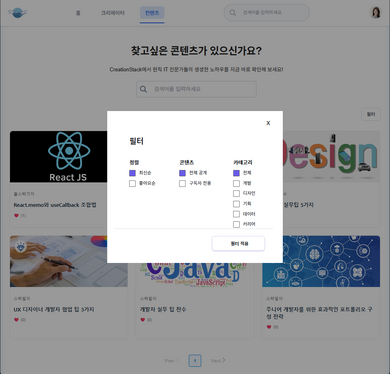 홈 크리에이터 컨텐츠 검색어를 입력하세요
찾고싶은 콘텐츠가 있으신가요?
CreationStack에서 현직 IT 전문가들의 생생한 노하우를 지금 바로 확인해 보세요!
검색어를 입력하세요
필터
React JS
React.memo와 useCallback 조합법
Design
실무팁 5가지
X
필터
정렬 콘텐츠 카테고리
최신순 전체 공개 전체
좋아요순 구독자 전용 개발
디자인
기획
데이터
커리어
필터 적용
Java
JavaScript
UX 디자이너 개발자 협업 팁 3가지
개발자 실무 팁 전수
주니어 개발자를 위한 효과적인 포트폴리오 구성 전략
Prev 1 Next